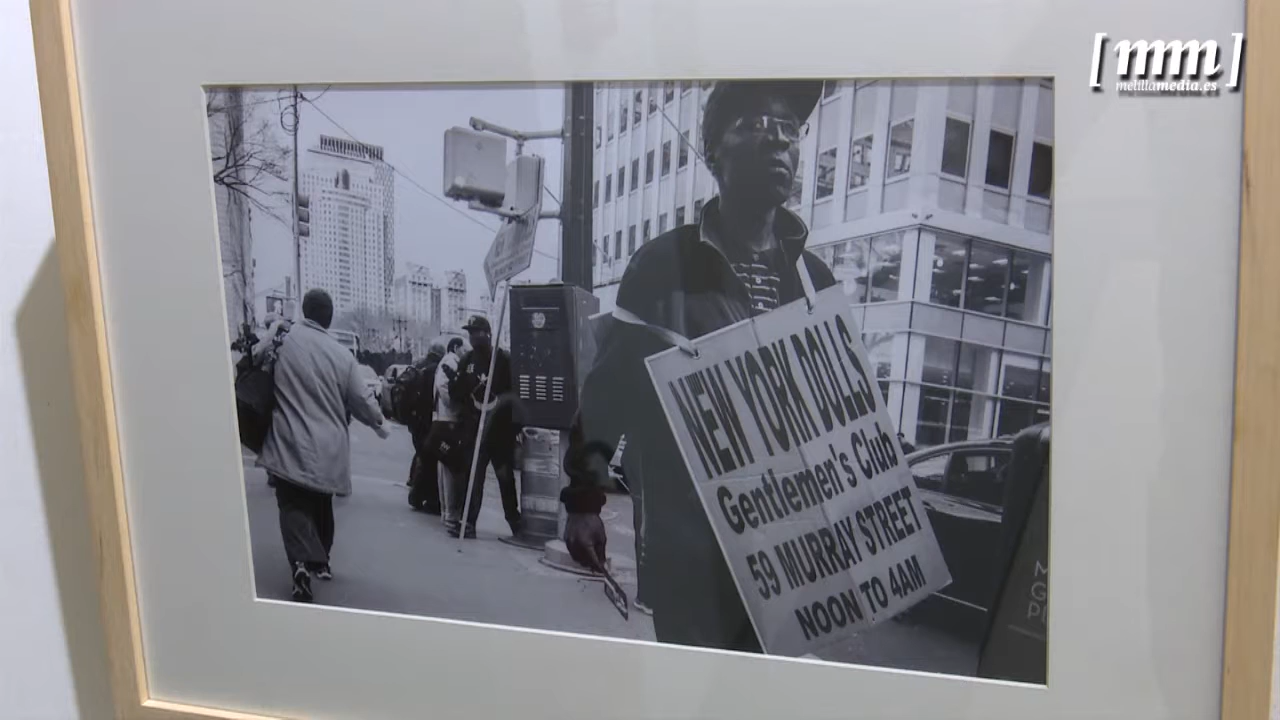 [mm]
melillamedia.es
NEW YORK DOLLS
Gentlemen's Club
59 MURRAY STREET
NOON TO 4AM